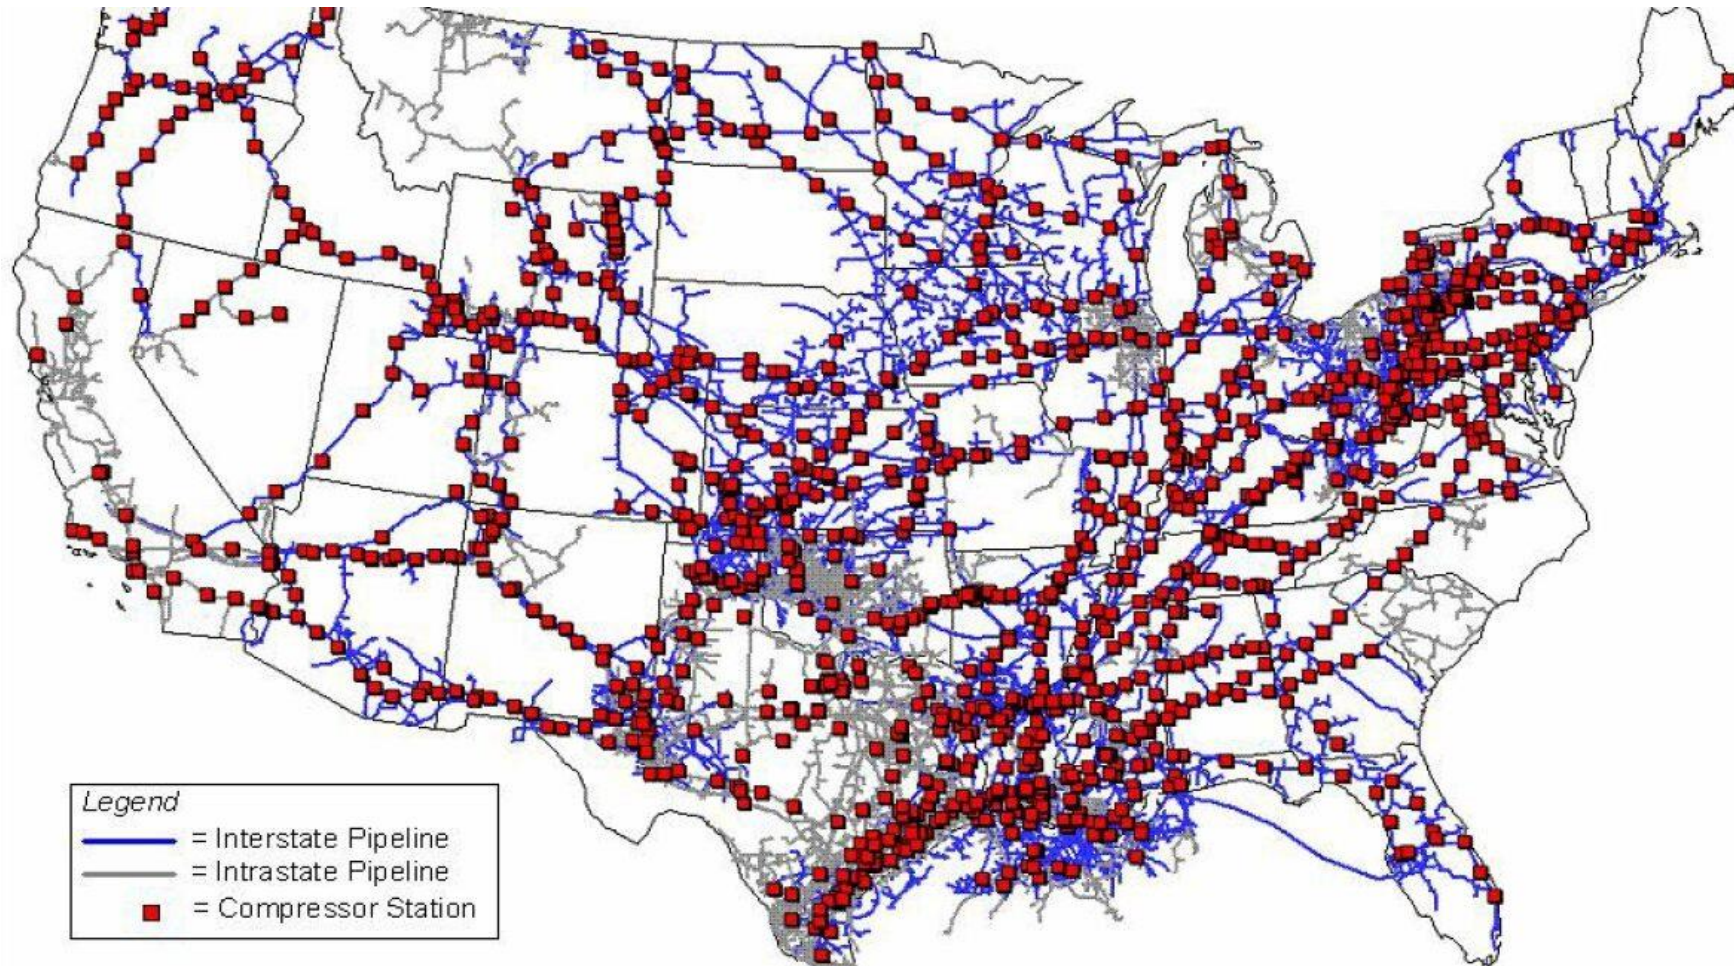 Legend
= Interstate Pipeline
= Intrastate Pipeline
= Compressor Station